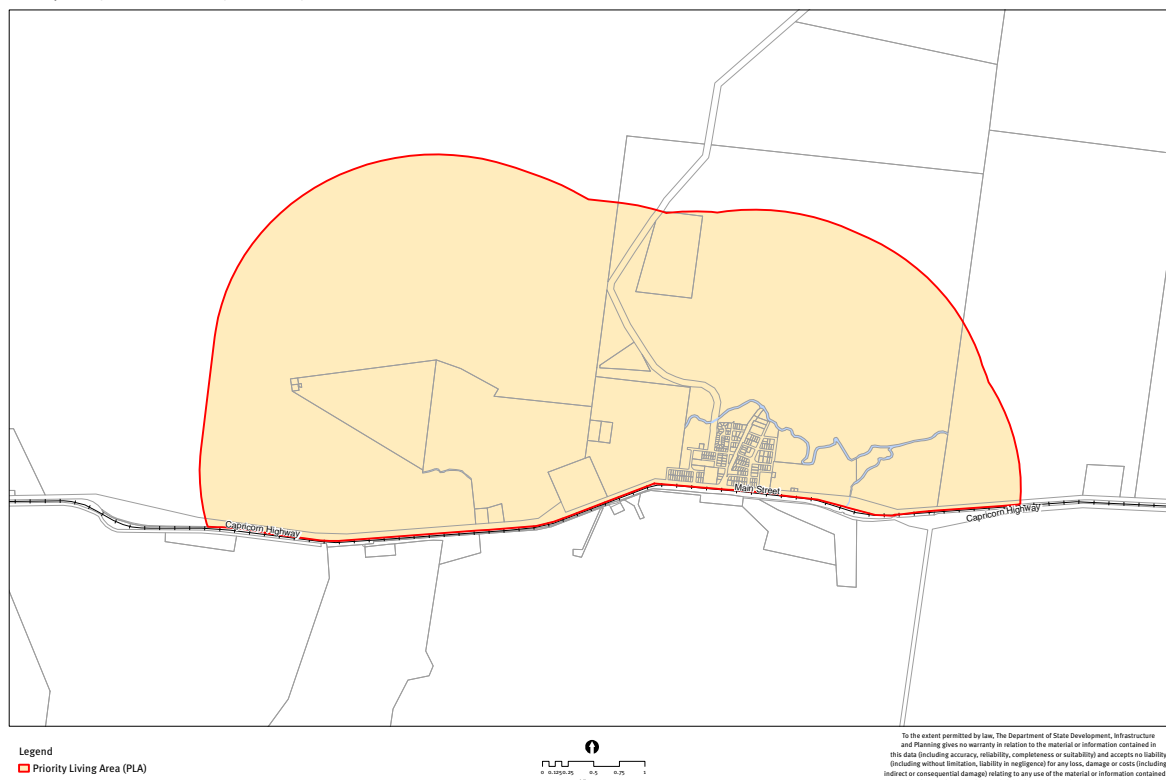 Capricorn Highway
Main Street
Capricorn Highway
Legend
Priority Living Area (PLA)
0 0.125 0.25 0.5 0.75 1
To the extent permitted by law, The Department of State Development, Infrastructure
and Planning gives no warranty in relation to the material or information contained in
this data (including accuracy, reliability, completeness or suitability) and accepts no liability
(including without limitation, liability in negligence) for any loss, damage or costs (including
indirect or consequential damage) relating to any use of the material or information contained